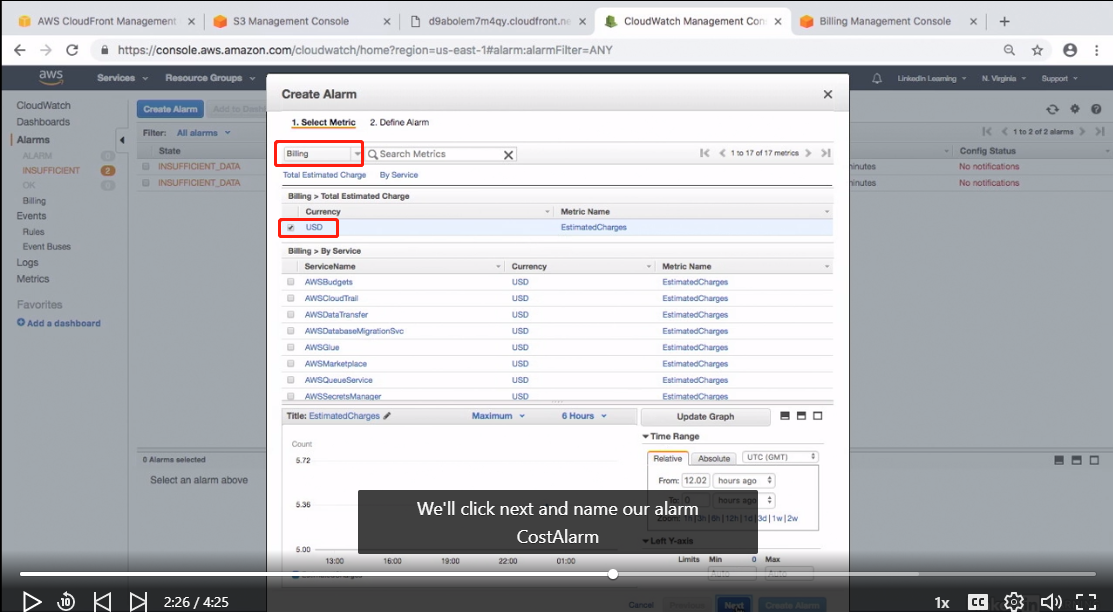 AWS CloudFront Management
S3 Management Console
d9abolem7m4qy.cloudfront.ne
CloudWatch Management Con
Billing Management Console
https://console.aws.amazon.com/cloudwatch/home?region=us-east-1#alarm:alarmFilter=ANY
aws
Services
Resource Groups
LinkedIn Learning
N. Virginia
Support
CloudWatch
Dashboards
Alarms
ALARM 0
INSUFFICIENT 2
OK 0
Billing
Events
Rules
Event Buses
Logs
Metrics
Favorites
Add a dashboard
Create Alarm
Add to Dashb
Filter: All alarms
1 to 2 of 2 alarms
State
Config Status
INSUFFICIENT_DATA
inutes
No notifications
INSUFFICIENT_DATA
inutes
No notifications
0 Alarms selected
Select an alarm above
Create Alarm
1. Select Metric
2. Define Alarm
Billing
Search Metrics
1 to 17 of 17 metrics
Total Estimated Charge
By Service
Billing > Total Estimated Charge
Currency
Metric Name
USD
EstimatedCharges
Billing > By Service
ServiceName
Currency
Metric Name
AWSBudgets
USD
EstimatedCharges
AWSCloudTrail
USD
EstimatedCharges
AWSDataTransfer
USD
EstimatedCharges
AWSDatabaseMigrationSvc
USD
EstimatedCharges
AWSGlue
USD
EstimatedCharges
AWSMarketplace
USD
EstimatedCharges
AWSQueueService
USD
EstimatedCharges
AWSSecretsManager
USD
EstimatedCharges
Title: EstimatedCharges
Maximum
6 Hours
Update Graph
Count
5.72
5.36
5.00
13:00
16:00
19:00
22:00
01:00
Time Range
Relative
Absolute
UTC (GMT)
From: 12.02 hours ago
To: 0 hours ago
Zoom: 1h|3h|6h|12h|1d|3d|1w|2w
Left Y-axis
Limits Min 0 Max
Auto
Auto
We'll click next and name our alarm
CostAlarm
EstimatedCharges
Cancel
Next
Create Alarm
10
2:26 / 4:25
1x
CC